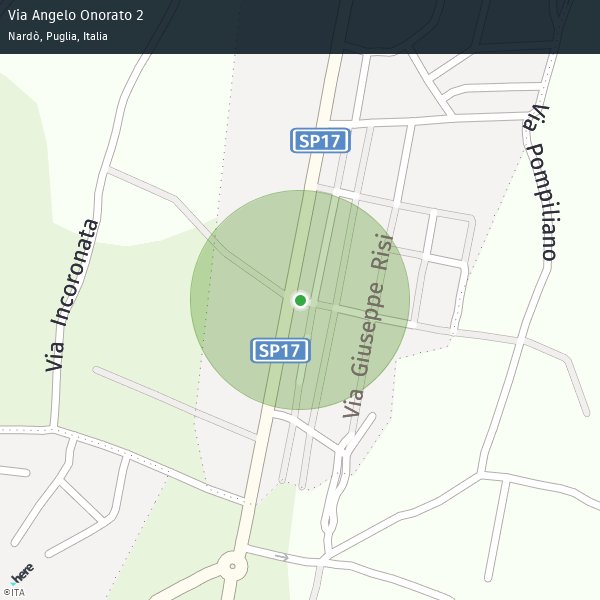 Via Angelo Onorato 2
Nardò, Puglia, Italia
SP17
Via Pompiliano
Via Incoronata
Via Giuseppe Risi
SP17
here
©ITA